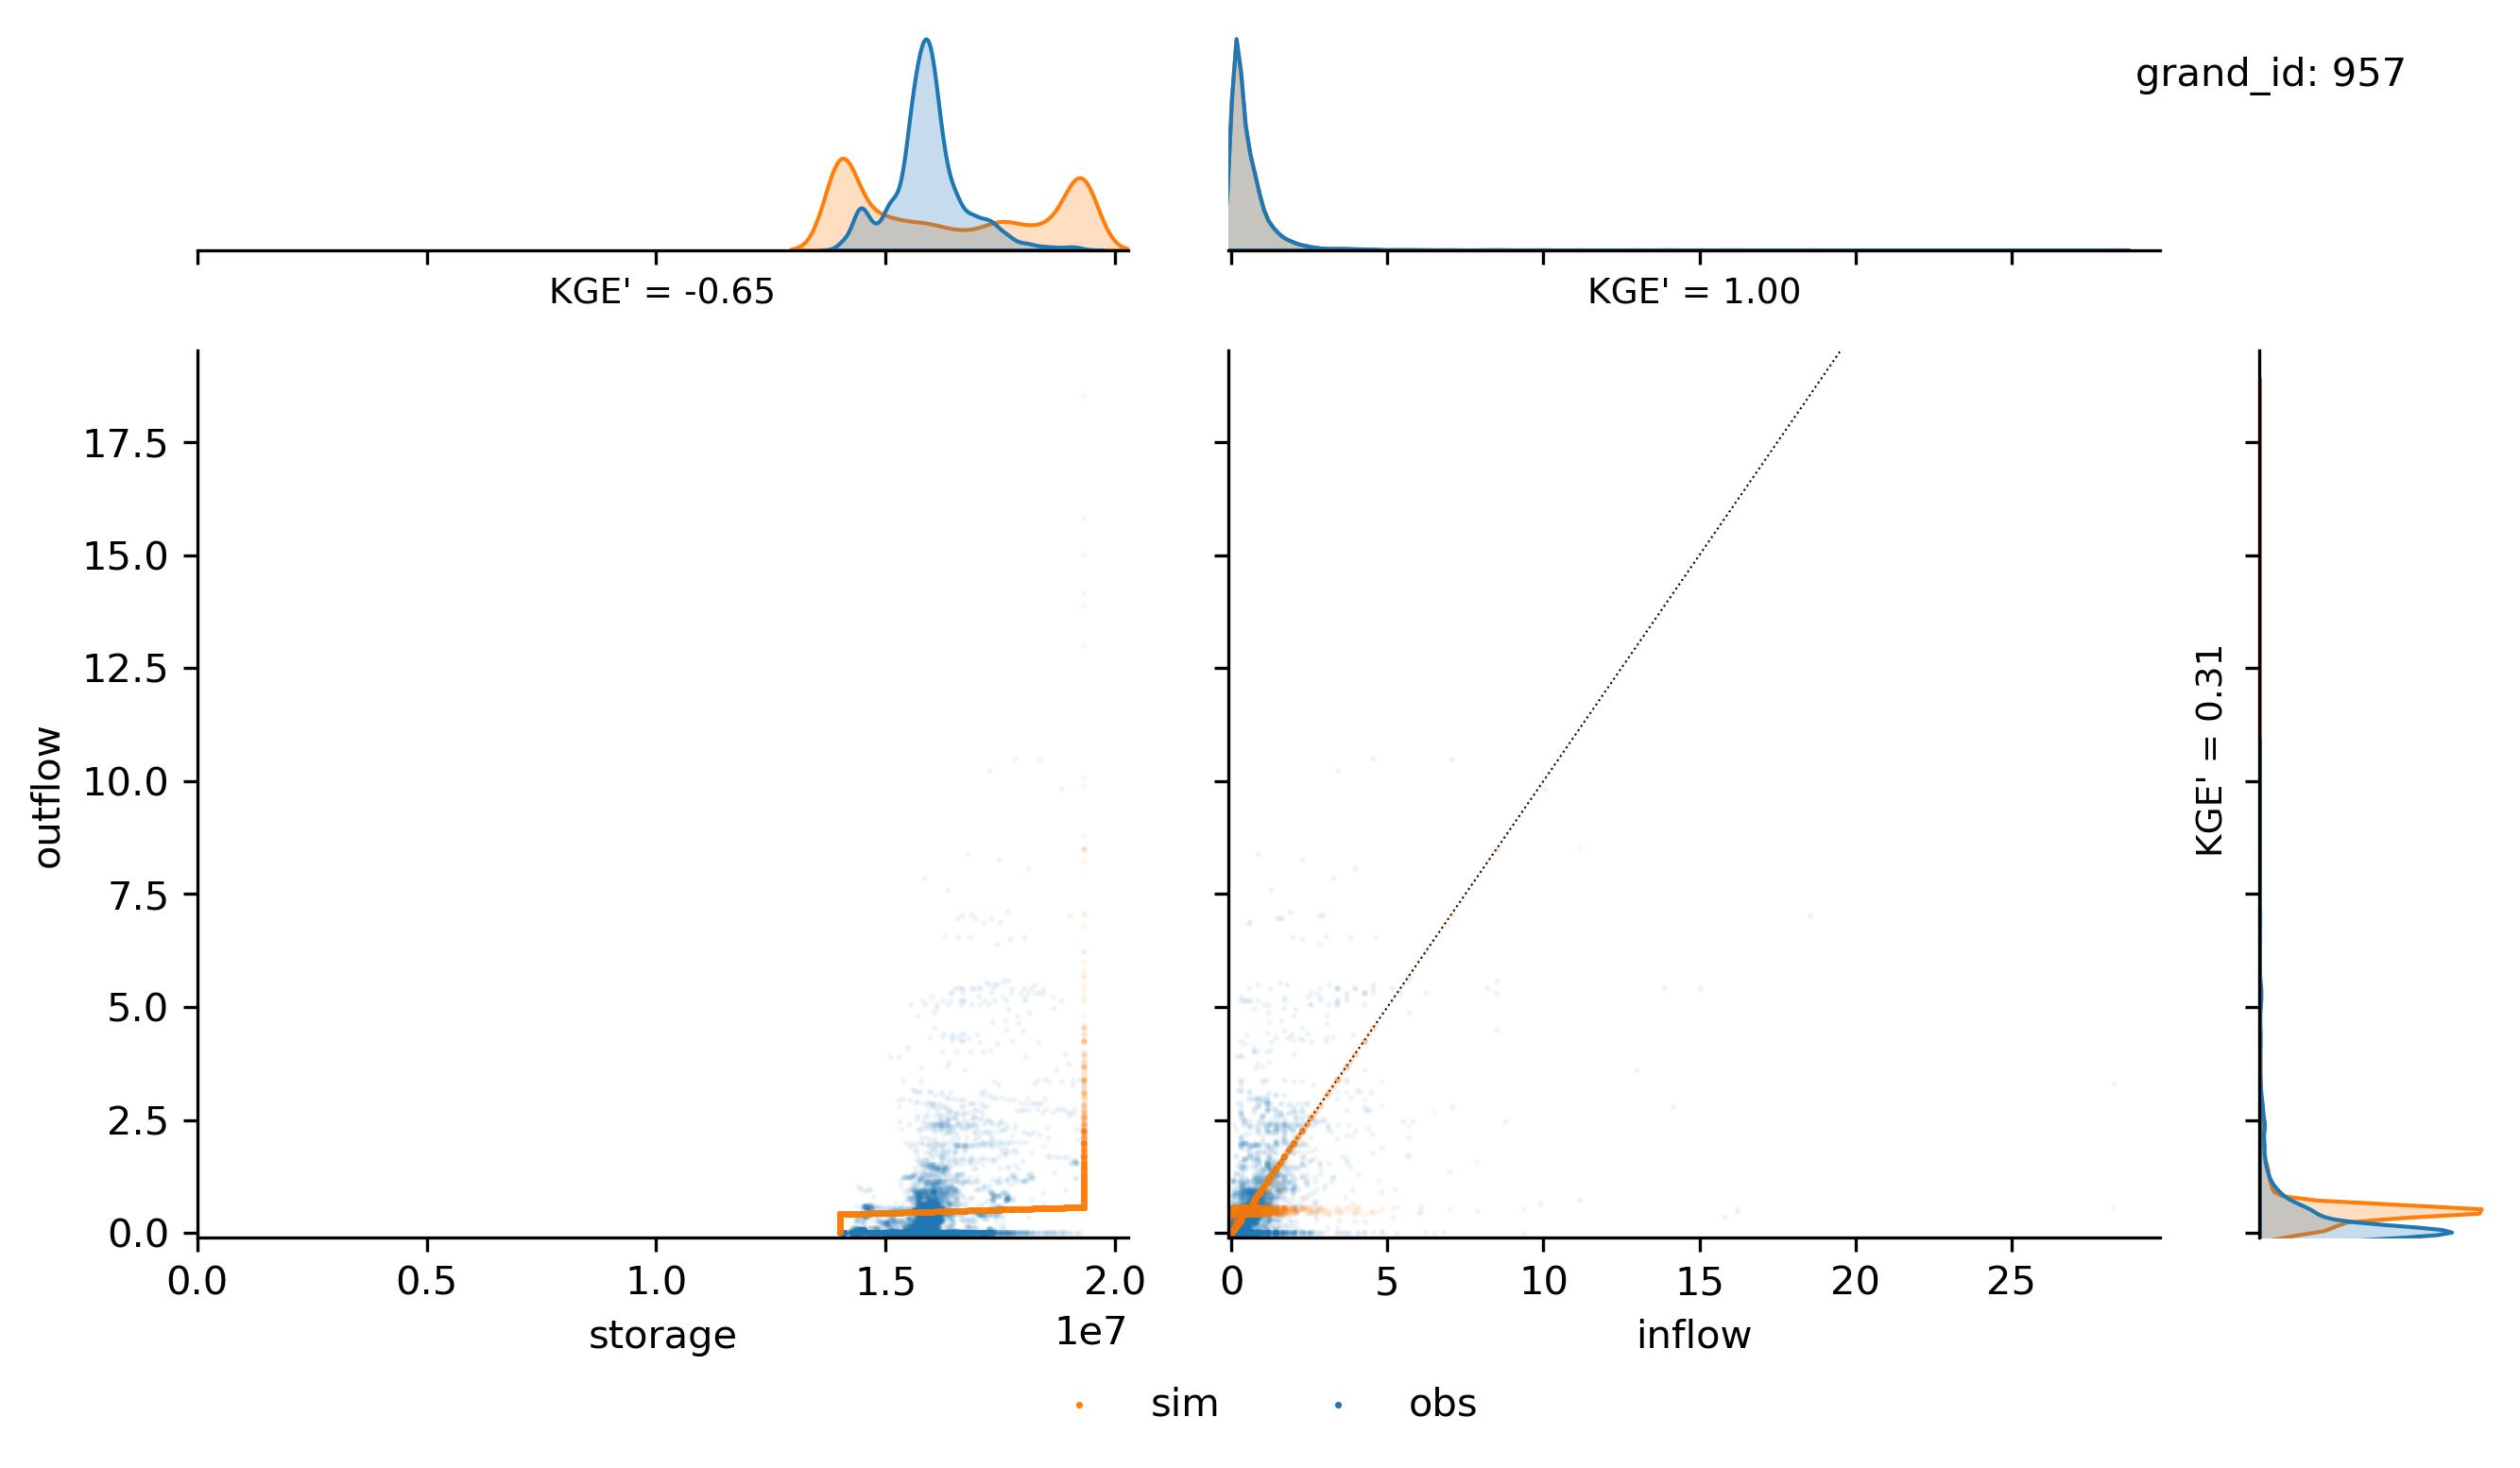 grand_id: 957
KGE' = -0.65
KGE' = 1.00
17.5
15.0
12.5
10.0
7.5
5.0
2.5
0.0
outflow
KGE' = 0.31
0.0 0.5 1.0 1.5 2.0
1e7
storage
0 5 10 15 20 25
inflow
sim obs